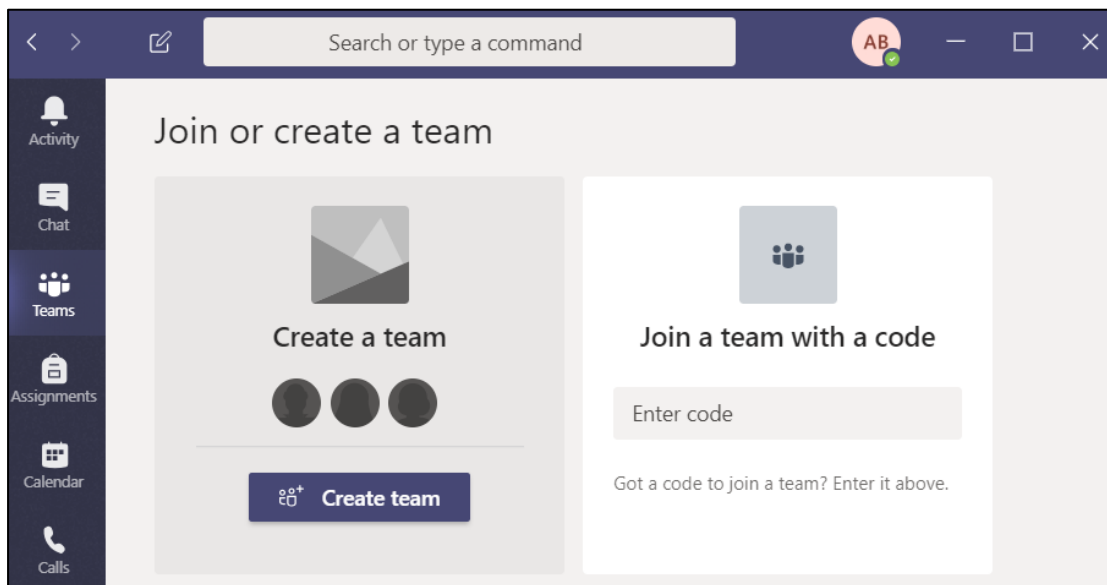 Search or type a command
AB
Activity
Chat
Teams
Assignments
Calendar
Calls
Join or create a team
Create a team
Create team
Join a team with a code
Enter code
Got a code to join a team? Enter it above.